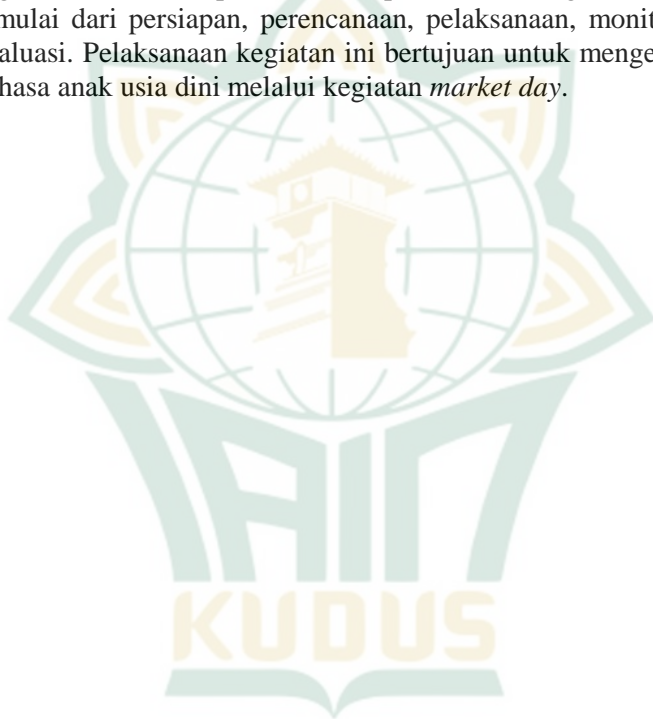 mulai dari persiapan, perencanaan, pelaksanaan, monit
aluasi. Pelaksanaan kegiatan ini bertujuan untuk menge
hasa anak usia dini melalui kegiatan market day.
IAIN
KUDUS